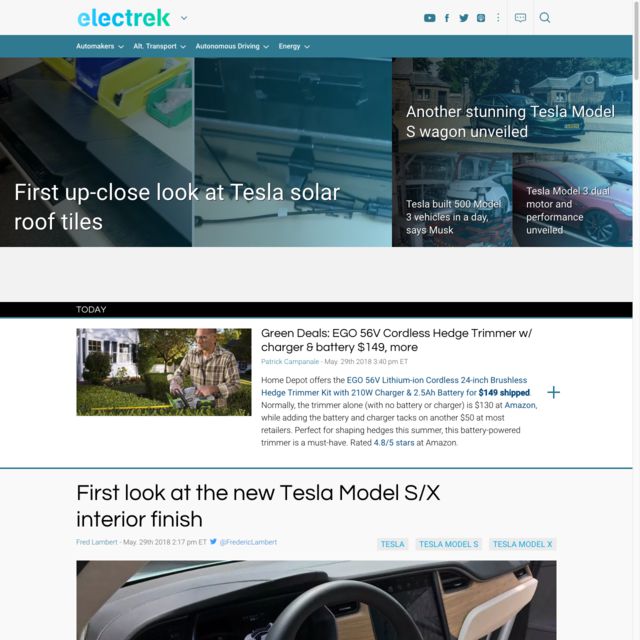 electrek
Automakers
Alt. Transport
Autonomous Driving
Energy
First up-close look at Tesla solar
roof tiles
Another stunning Tesla Model
S wagon unveiled
Tesla built 500 Model
3 vehicles in a day,
says Musk
Tesla Model 3 dual
motor and
performance
unveiled
TODAY
Green Deals: EGO 56V Cordless Hedge Trimmer w/
charger & battery $149, more
Patrick Campanale - May. 29th 2018 3:40 pm ET
Home Depot offers the EGO 56V Lithium-ion Cordless 24-inch Brushless
Hedge Trimmer Kit with 210W Charger & 2.5Ah Battery for $149 shipped.
Normally, the trimmer alone (with no battery or charger) is $130 at Amazon,
while adding the battery and charger tacks on another $50 at most
retailers. Perfect for shaping hedges this summer, this battery-powered
trimmer is a must-have. Rated 4.8/5 stars at Amazon.
First look at the new Tesla Model S/X
interior finish
Fred Lambert - May. 29th 2018 2:17 pm ET @FredericLambert
TESLA TESLA MODEL S TESLA MODEL X